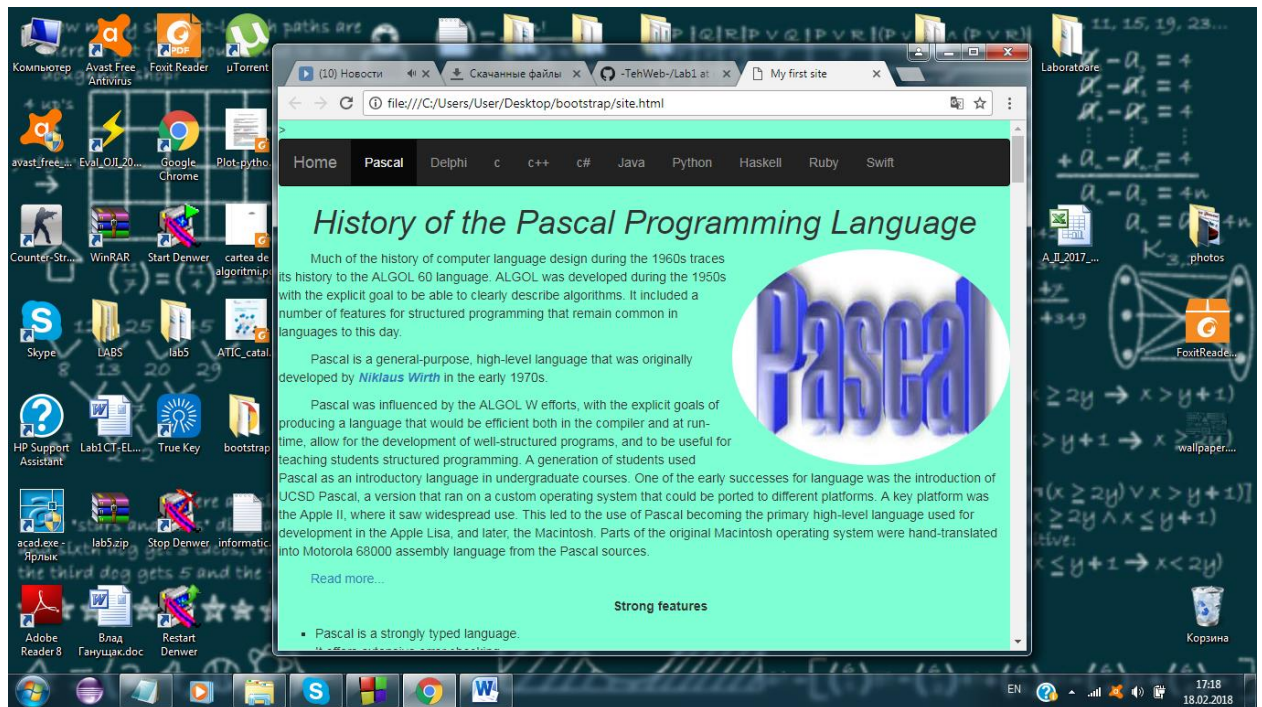 11, 15, 19, 23...
Компьютер
Avast Free Antivirus
Foxit Reader
µTorrent
Laboratoare
(10) Новости
Скачанные файлы
-TehWeb-/Lab1 at
My first site
file:///C:/Users/User/Desktop/bootstrap/site.html
>
Home Pascal Delphi c c++ c# Java Python Haskell Ruby Swift
History of the Pascal Programming Language
Much of the history of computer language design during the 1960s traces
its history to the ALGOL 60 language. ALGOL was developed during the 1950s
with the explicit goal to be able to clearly describe algorithms. It included a
number of features for structured programming that remain common in
languages to this day.
Pascal is a general-purpose, high-level language that was originally
developed by Niklaus Wirth in the early 1970s.
Pascal was influenced by the ALGOL W efforts, with the explicit goals of
producing a language that would be efficient both in the compiler and at run-
time, allow for the development of well-structured programs, and to be useful for
teaching students structured programming. A generation of students used
Pascal as an introductory language in undergraduate courses. One of the early successes for language was the introduction of
UCSD Pascal, a version that ran on a custom operating system that could be ported to different platforms. A key platform was
the Apple II, where it saw widespread use. This led to the use of Pascal becoming the primary high-level language used for
development in the Apple Lisa, and later, the Macintosh. Parts of the original Macintosh operating system were hand-translated
into Motorola 68000 assembly language from the Pascal sources.
Read more...
Strong features
Pascal is a strongly typed language.
Pascal
avast_free_...
Eval_OJI_20...
Google Chrome
Plot-pytho.
Counter-Str...
WinRAR
Start Denwer
cartea de
algoritmi.p
Skype
LABS
lab5
ATIC_catal.
HP Support Assistant
Lab1CT-EL...
True Key
bootstrap
acad.exe - Ярлык
lab5.zip
Stop Denwer
informatic.
Adobe Reader 8
Влад Ганущак.doc
Restart Denwer
A_II_2017_...
photos
FoxitReade...
wallpaper....
Корзина
the third dog gets 5 and the
EN
17:18
18.02.2018